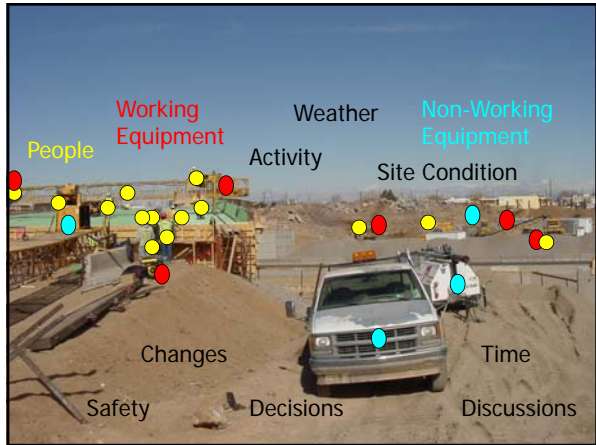 Working
Equipment
Weather
Non-Working
Equipment
People
Activity
Site Condition
Changes
Time
Safety
Decisions
Discussions